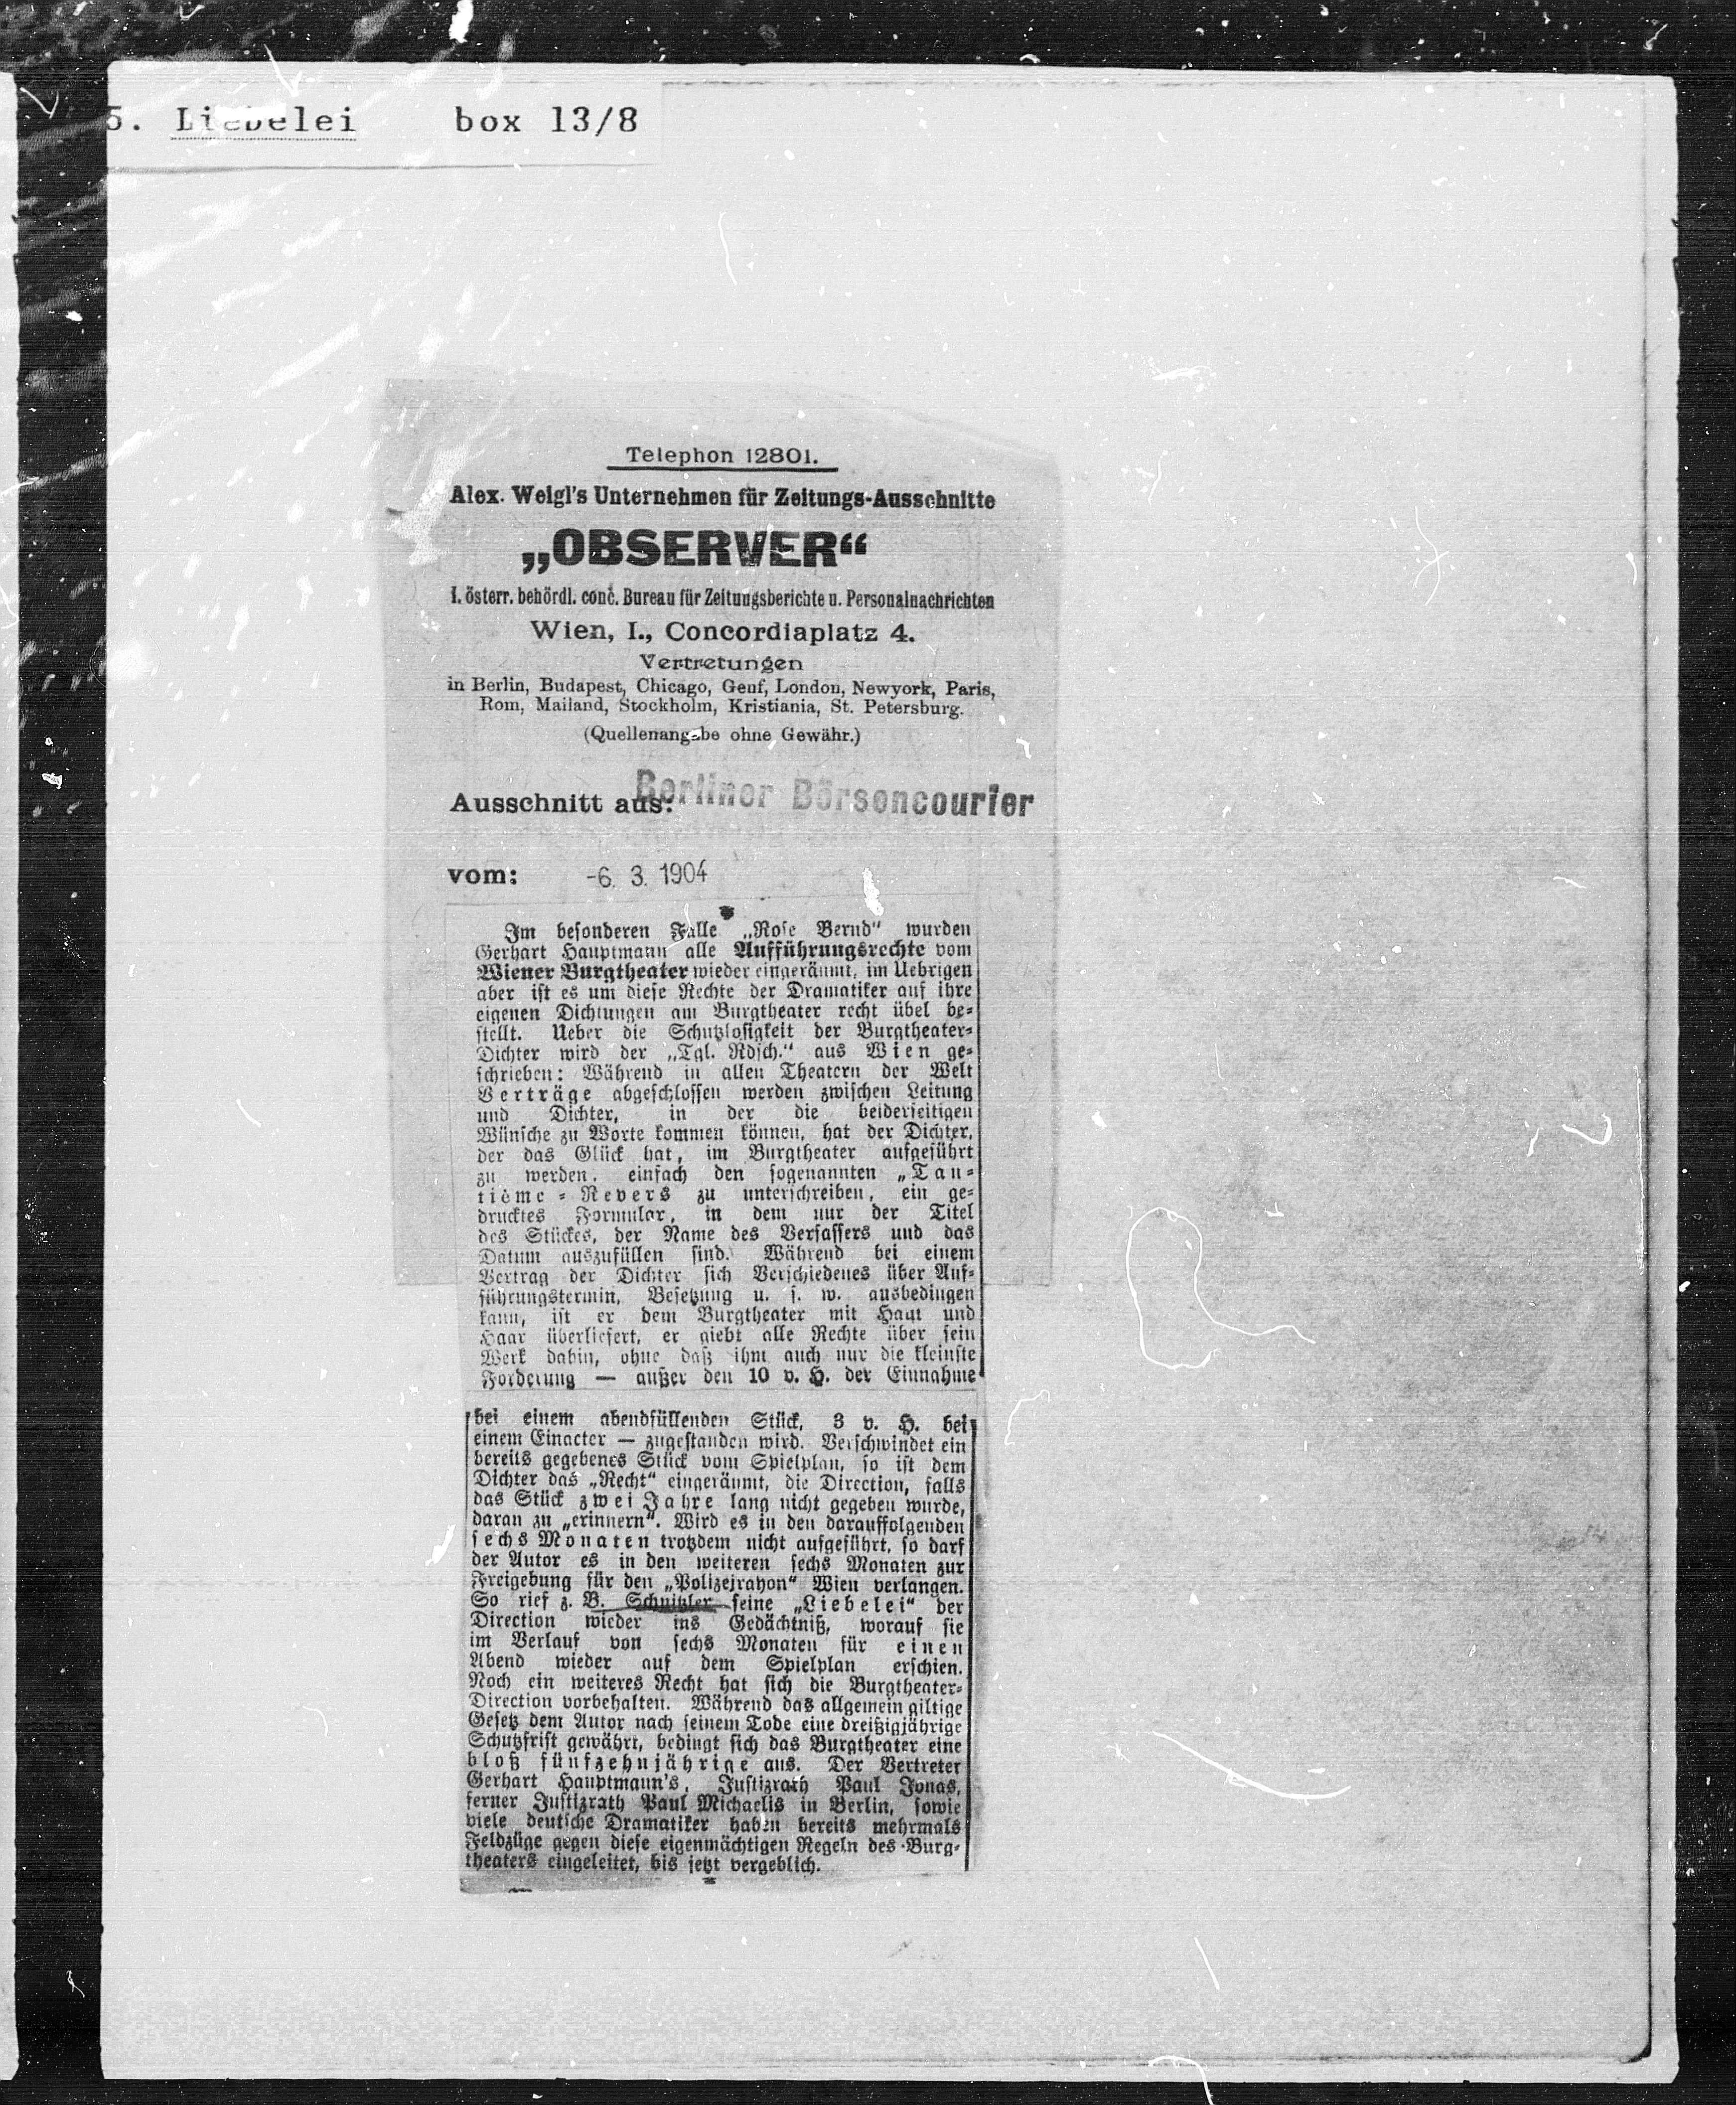 5. Liebelei box 13/8
Telephon 12801.
Alex. Weigl's Unternehmen für Zeitungs-Ausschnitte
„OBSERVER“
I. österr. behördl. conc. Bureau für Zeitungsberichte u. Personalnachrichten
Wien, I., Concordiaplatz 4.
Vertretungen
in Berlin, Budapest, Chicago, Genf, London, Newyork, Paris,
Rom, Mailand, Stockholm, Kristiania, St. Petersburg.
(Quellenangabe ohne Gewähr.)
Ausschnitt aus: Berliner Börsencourier
vom: -6. 3. 1904
Im besonderen Falle „Rose Bernd“ wurden
Gerhart Hauptmann alle Aufführungsrechte vom
Wiener Burgtheater wieder eingeräumt, im Uebrigen
aber ist es um diese Rechte der Dramatiker auf ihre
eigenen Dichtungen am Burgtheater recht übel be-
stellt. Ueber die Schutzlosigkeit der Burgtheater-
Dichter wird der „Tgl. Rdsch.“ aus Wien ge-
schrieben: Während in allen Theatern der Welt
Verträge abgeschlossen werden zwischen Leitung
und Dichter, in der die beiderseitigen
Wünsche zu Worte kommen können, hat der Dichter,
der das Glück hat, im Burgtheater aufgeführt
zu werden, einfach den sogenannten „Tan-
tième-Revers zu unterschreiben, ein ge-
drucktes Formular, in dem nur der Titel
des Stückes, der Name des Verfassers und das
Datum auszufüllen sind. Während bei einem
Vertrag der Dichter sich Verschiedenes über Auf-
führungstermin, Besetzung u. s. w. ausbedingen
kann, ist er dem Burgtheater mit Haut und
Haar überliefert, er giebt alle Rechte über sein
Werk dahin, ohne daß ihm auch nur die kleinste
Forderung — außer den 10 v. H. der Einnahme
bei einem abendfüllenden Stück, 3 v. H. bei
einem Einacter — zugestanden wird. Verschwindet ein
bereits gegebenes Stück vom Spielplan, so ist dem
Dichter das „Recht“ eingeräumt, die Direction, falls
das Stück zwei Jahre lang nicht gegeben wurde,
daran zu „erinnern“. Wird es in den darauffolgenden
sechs Monaten trotzdem nicht aufgeführt, so darf
der Autor es in den weiteren sechs Monaten zur
Freigebung für den „Polizeirayon“ Wien verlangen.
So rief z. B. Schnitzler seine „Liebelei“ der
Direction wieder ins Gedächtniß, worauf sie
im Verlauf von sechs Monaten für einen
Abend wieder auf dem Spielplan erschien.
Noch ein weiteres Recht hat sich die Burgtheater-
Direction vorbehalten. Während das allgemein giltige
Gesetz dem Autor nach seinem Tode eine dreißigjährige
Schutzfrist gewährt, bedingt sich das Burgtheater eine
bloß fünfzehnjährige aus. Der Vertreter
Gerhart Hauptmann's, Justizrath Paul Jonas,
ferner Justizrath Paul Michaelis in Berlin, sowie
viele deutsche Dramatiker haben bereits mehrmals
Feldzüge gegen diese eigenmächtigen Regeln des Burg-
theaters eingeleitet, bis jetzt vergeblich.